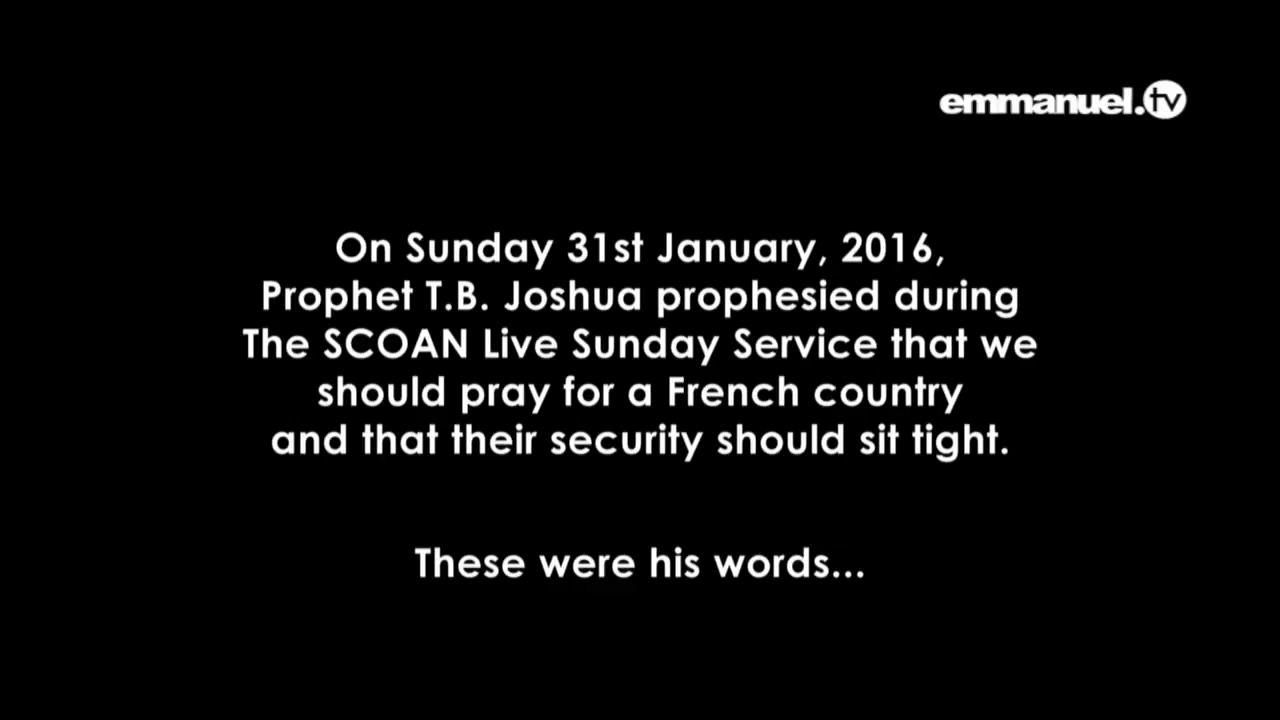 emmanuel.tv
On Sunday 31st January, 2016,
Prophet T.B. Joshua prophesied during
The SCOAN Live Sunday Service that we
should pray for a French country
and that their security should sit tight.
These were his words...